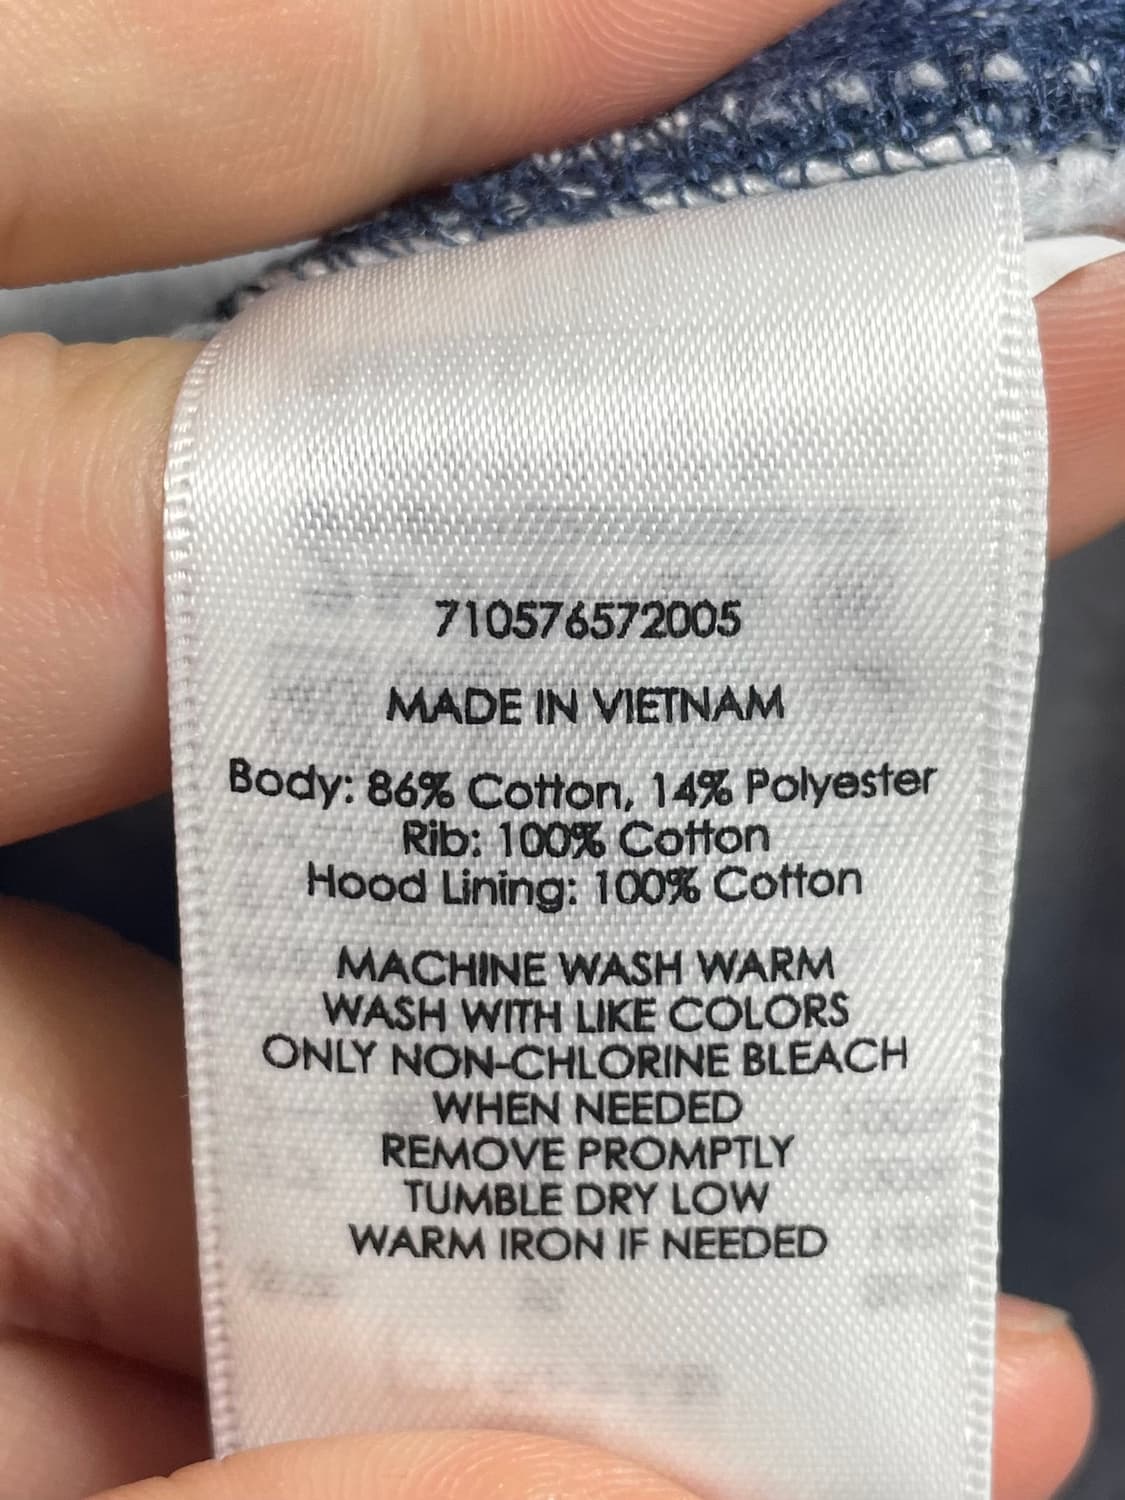 710576572005
MADE IN VIETNAM
Body: 86% Cotton, 14% Polyester
Rib: 100% Cotton
Hood Lining: 100% Cotton
MACHINE WASH WARM
WASH WITH LIKE COLORS
ONLY NON-CHLORINE BLEACH
WHEN NEEDED
REMOVE PROMPTLY
TUMBLE DRY LOW
WARM IRON IF NEEDED